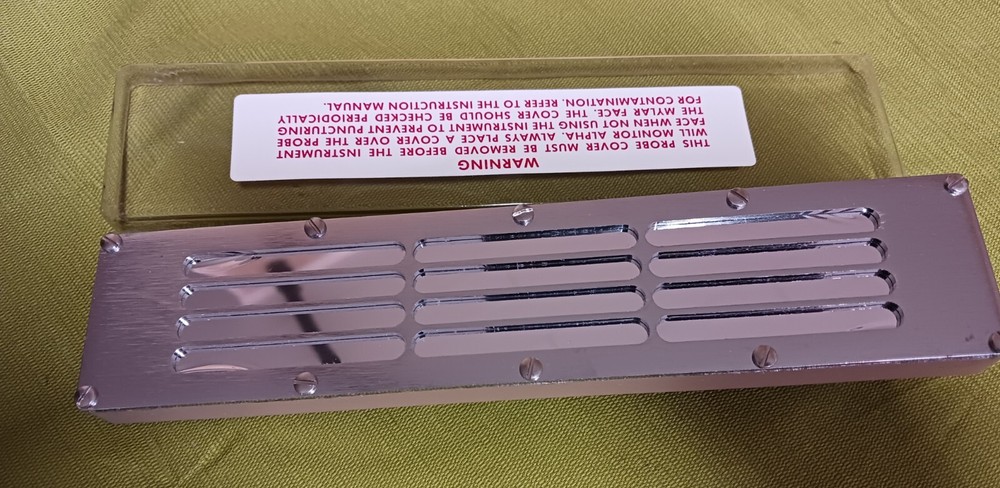 WARNING
THIS PROBE COVER MUST BE REMOVED BEFORE THE INSTRUMENT
WILL MONITOR ALPHA. ALWAYS PLACE A COVER OVER THE PROBE
FACE WHEN NOT USING THE INSTRUMENT TO PREVENT PUNCTURING
THE MYLAR FACE. THE COVER SHOULD BE CHECKED PERIODICALLY
FOR CONTAMINATION. REFER TO THE INSTRUCTION MANUAL.